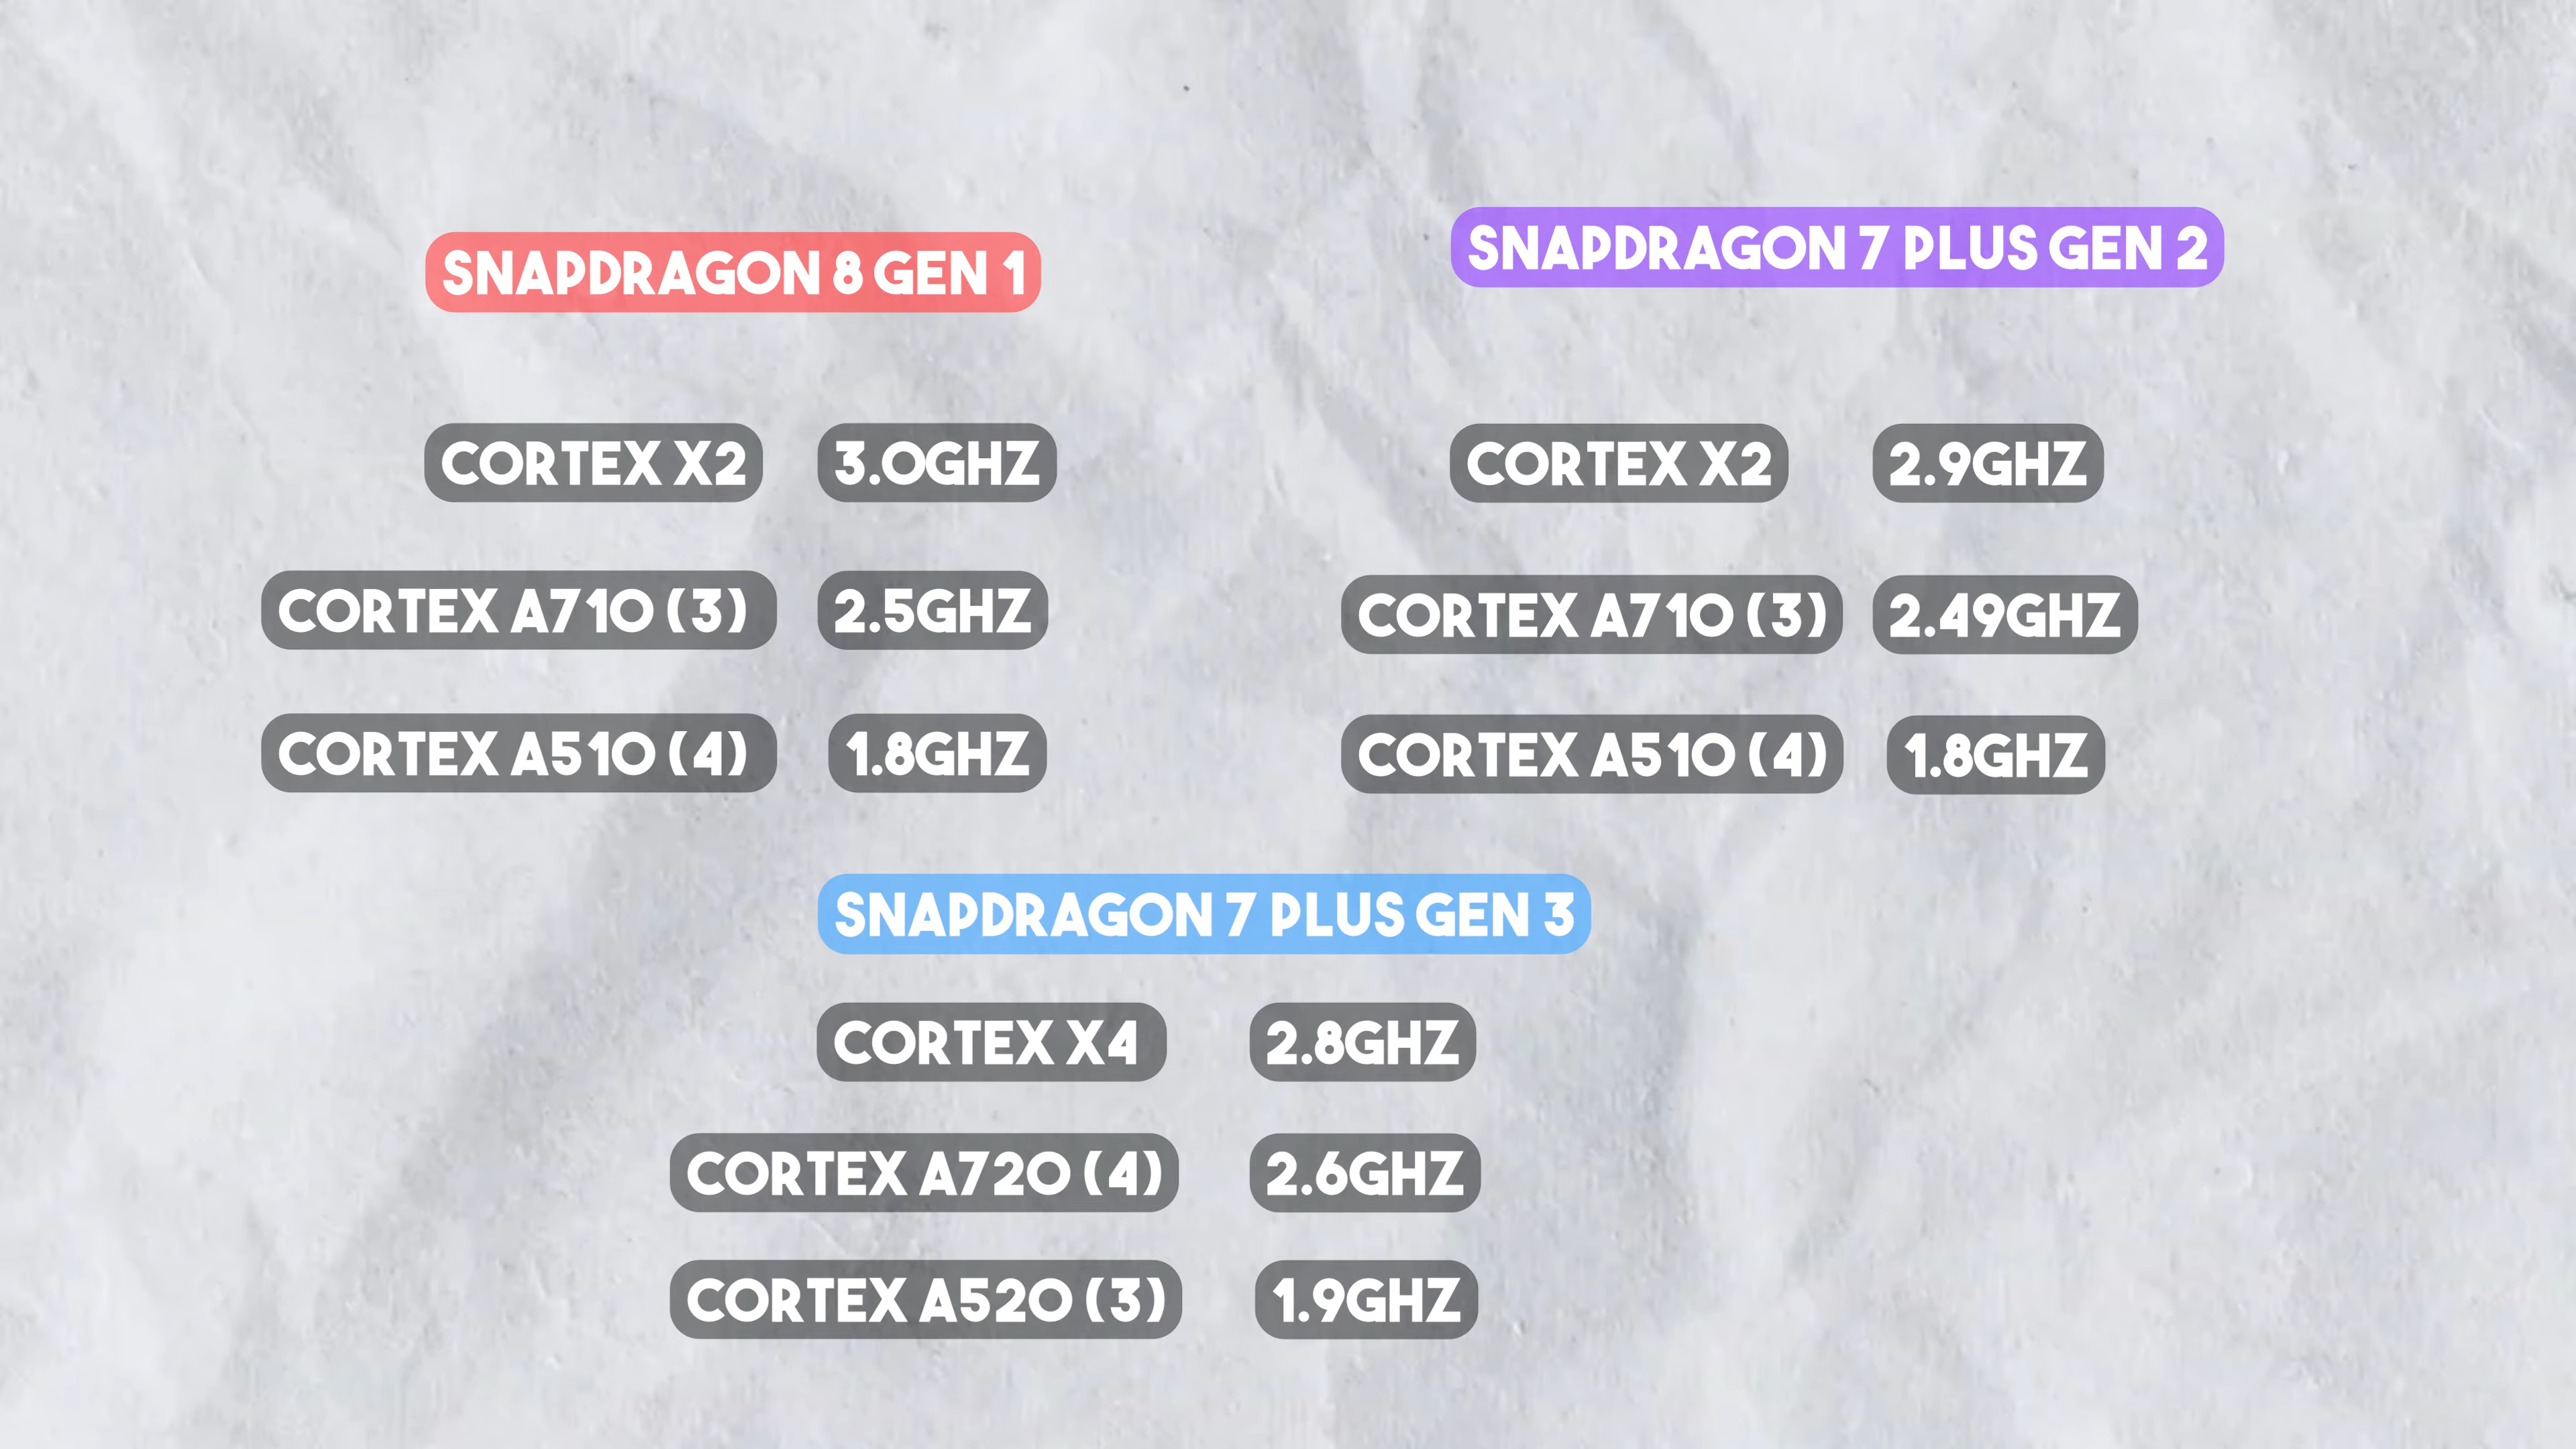 SNAPDRAGON 8 GEN 1
CORTEX X2 3.0GHZ
CORTEX A710 (3) 2.5GHZ
CORTEX A510 (4) 1.8GHZ
SNAPDRAGON 7 PLUS GEN 2
CORTEX X2 2.9GHZ
CORTEX A710 (3) 2.49GHZ
CORTEX A510 (4) 1.8GHZ
SNAPDRAGON 7 PLUS GEN 3
CORTEX X4 2.8GHZ
CORTEX A720 (4) 2.6GHZ
CORTEX A520 (3) 1.9GHZ